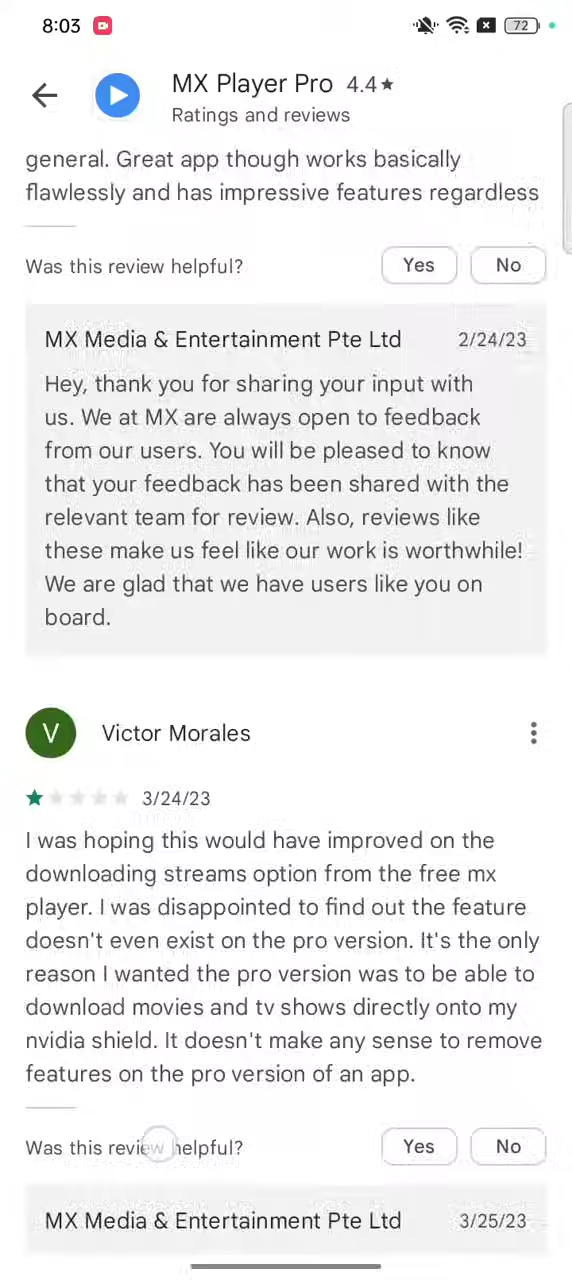 8:03
72
MX Player Pro 4.4★
Ratings and reviews
general. Great app though works basically
flawlessly and has impressive features regardless
Was this review helpful?
Yes
No
MX Media & Entertainment Pte Ltd 2/24/23
Hey, thank you for sharing your input with
us. We at MX are always open to feedback
from our users. You will be pleased to know
that your feedback has been shared with the
relevant team for review. Also, reviews like
these make us feel like our work is worthwhile!
We are glad that we have users like you on
board.
V
Victor Morales
3/24/23
I was hoping this would have improved on the
downloading streams option from the free mx
player. I was disappointed to find out the feature
doesn't even exist on the pro version. It's the only
reason I wanted the pro version was to be able to
download movies and tv shows directly onto my
nvidia shield. It doesn't make any sense to remove
features on the pro version of an app.
Was this review helpful?
Yes
No
MX Media & Entertainment Pte Ltd 3/25/23